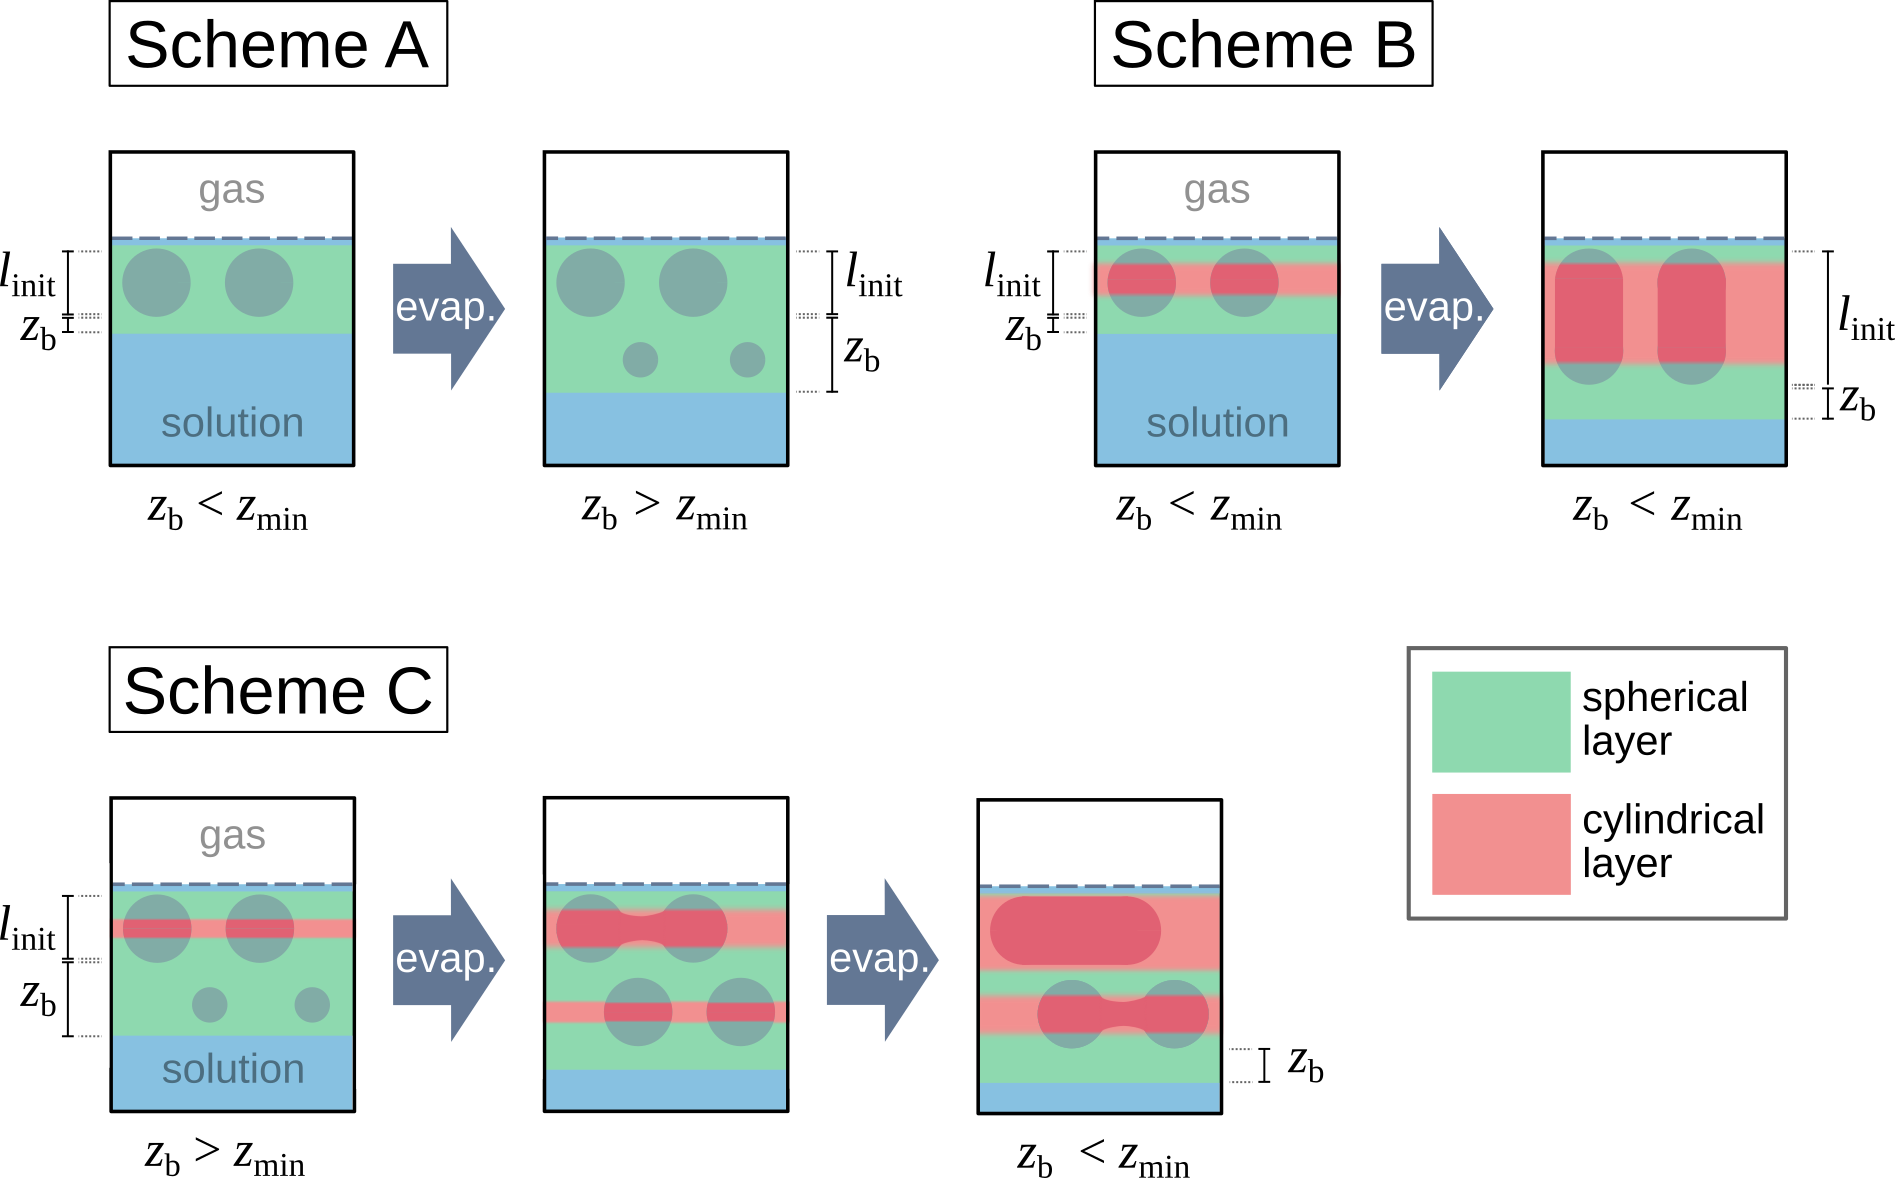 Scheme A
Scheme B
gas
gas
l_init
z_b
evap.
l_init
z_b
l_init
z_b
evap.
l_init
z_b
solution
solution
z_b < z_min
z_b > z_min
z_b < z_min
z_b < z_min
Scheme C
spherical
layer
cylindrical
layer
gas
l_init
z_b
evap.
evap.
solution
z_b
z_b > z_min
z_b < z_min